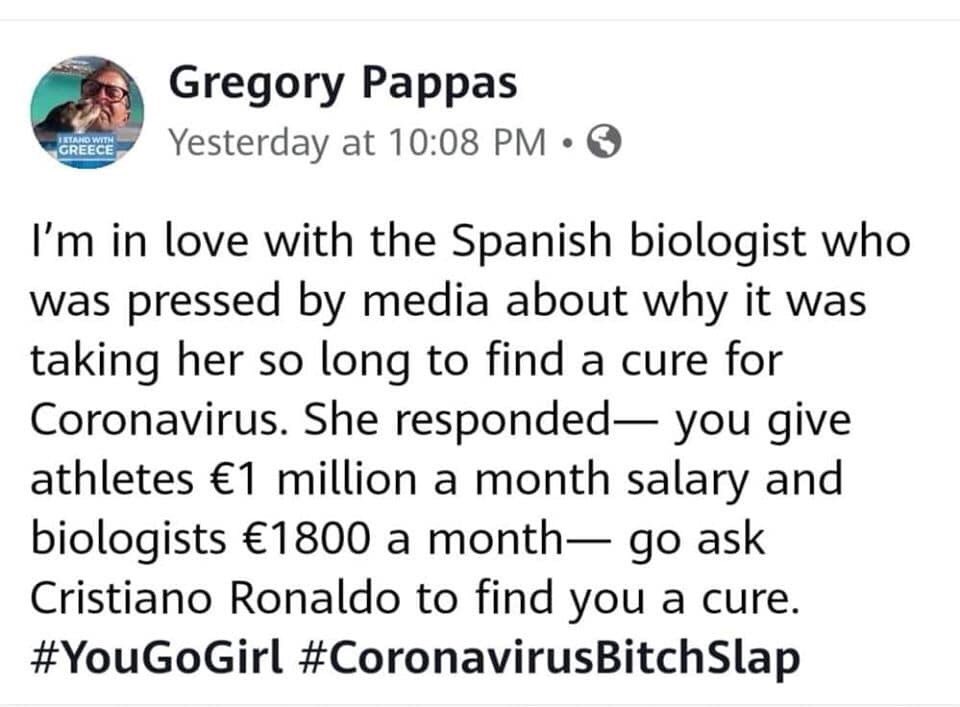 Gregory Pappas
Yesterday at 10:08 PM •
I STAND WITH
GREECE
I'm in love with the Spanish biologist who
was pressed by media about why it was
taking her so long to find a cure for
Coronavirus. She responded— you give
athletes €1 million a month salary and
biologists €1800 a month— go ask
Cristiano Ronaldo to find you a cure.
#YouGoGirl #CoronavirusBitchSlap